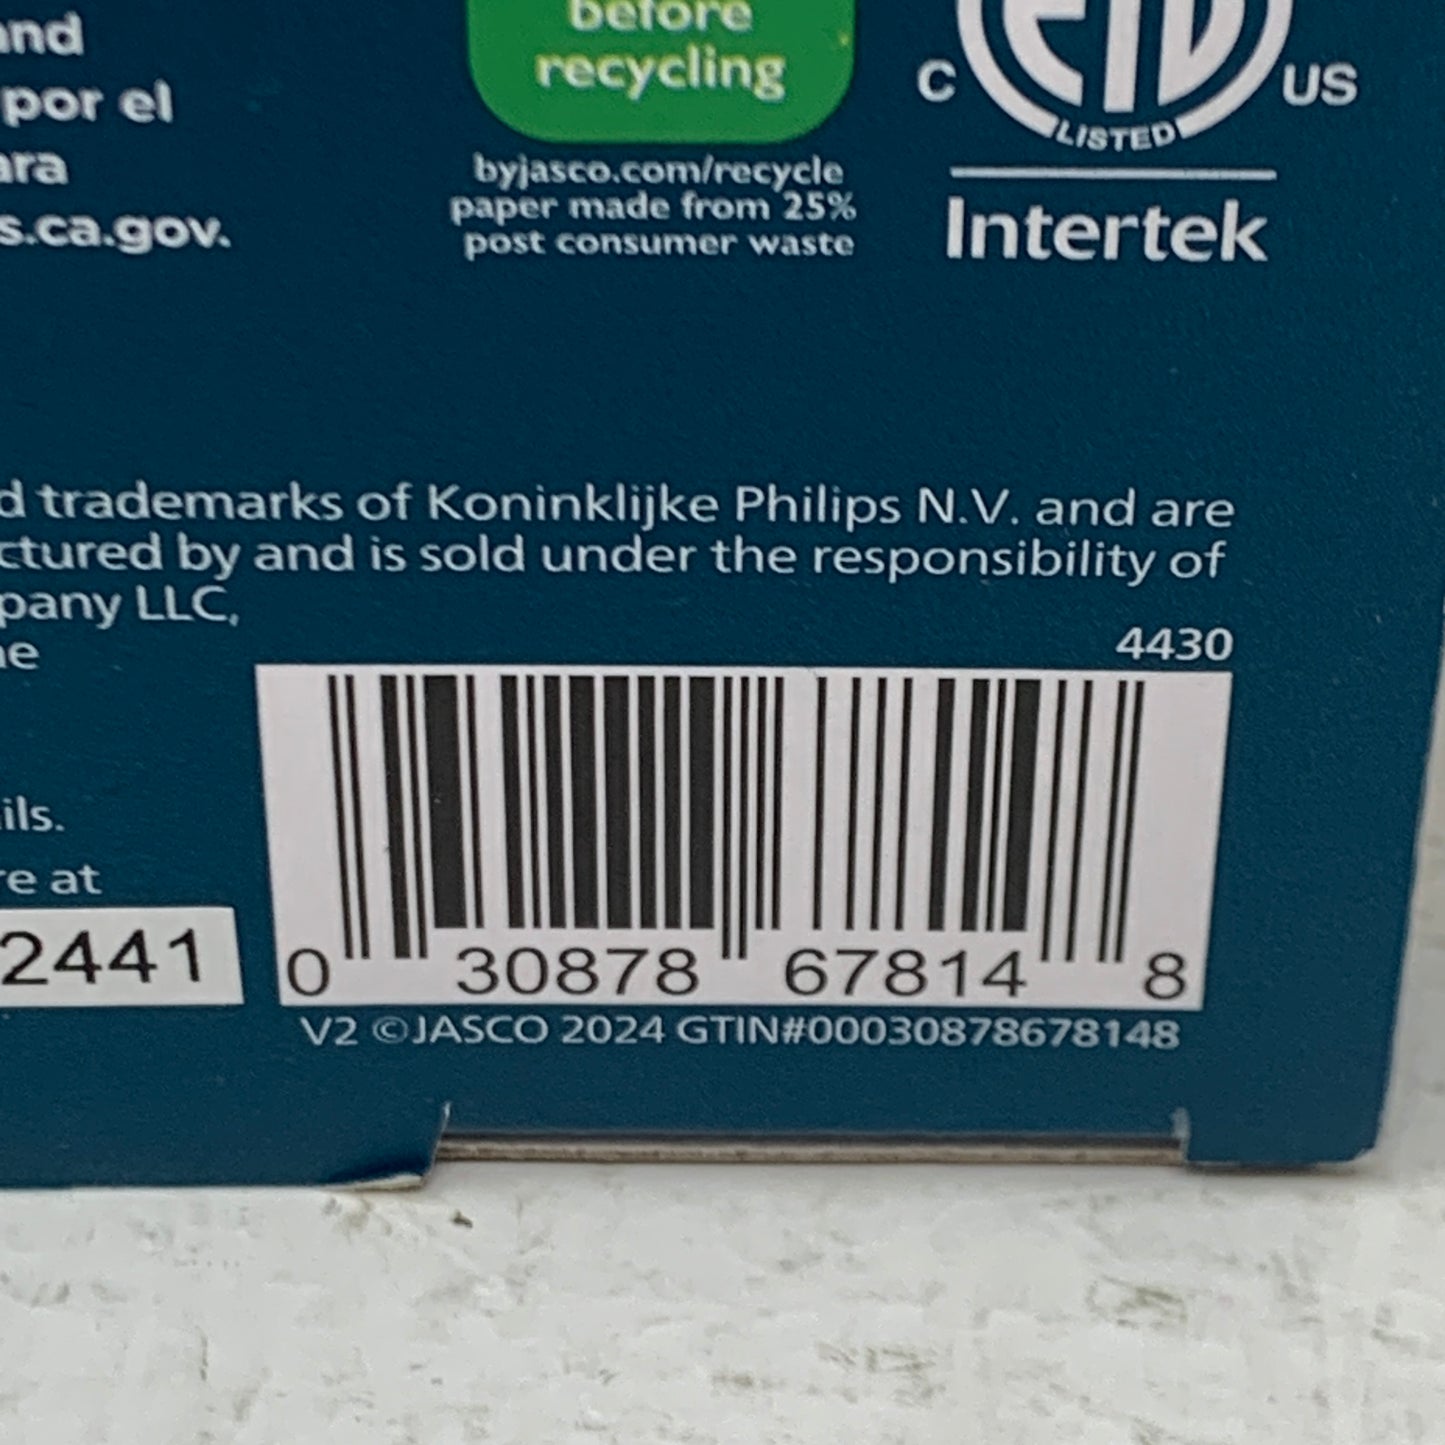 and
before
por el
recycling
ara
C ETL US
LISTED
byjasco.com/recycle
paper made from 25%
post consumer waste
s.ca.gov.
Intertek
d trademarks of Koninklijke Philips N.V. and are
ctured by and is sold under the responsibility of
pany LLC,
4430
ne
ils.
re at
2441
0 30878 67814 8
V2 ©JASCO 2024 GTIN#00030878678148